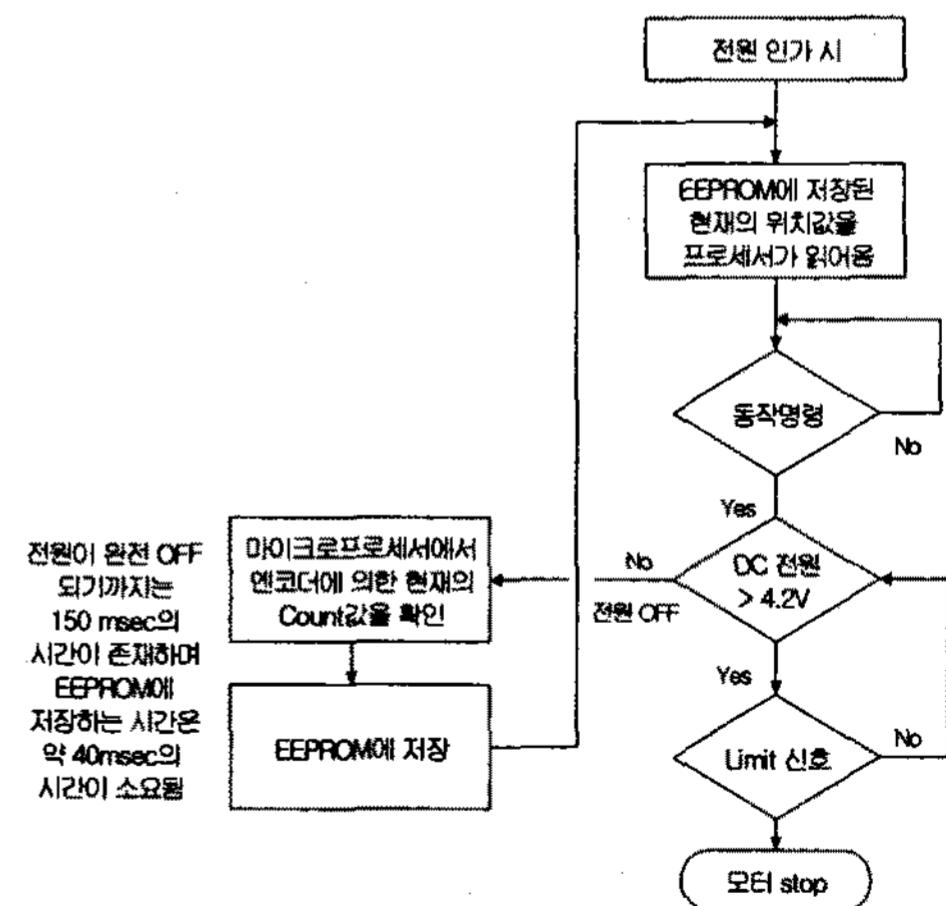 전원 인가 시
EEPROM에 저장된
현재의 위치값을
프로세서가 읽어옴
동작명령
No
Yes
DC 전원
> 4.2V
No
전원 OFF
마이크로프로세서에서
엔코더에 의한 현재의
Count값을 확인
EEPROM에 저장
전원이 완전 OFF
되기까지는
150 msec의
시간이 존재하며
EEPROM에
저장하는 시간은
약 40msec의
시간이 소요됨
Yes
Limit 신호
No
모터 stop